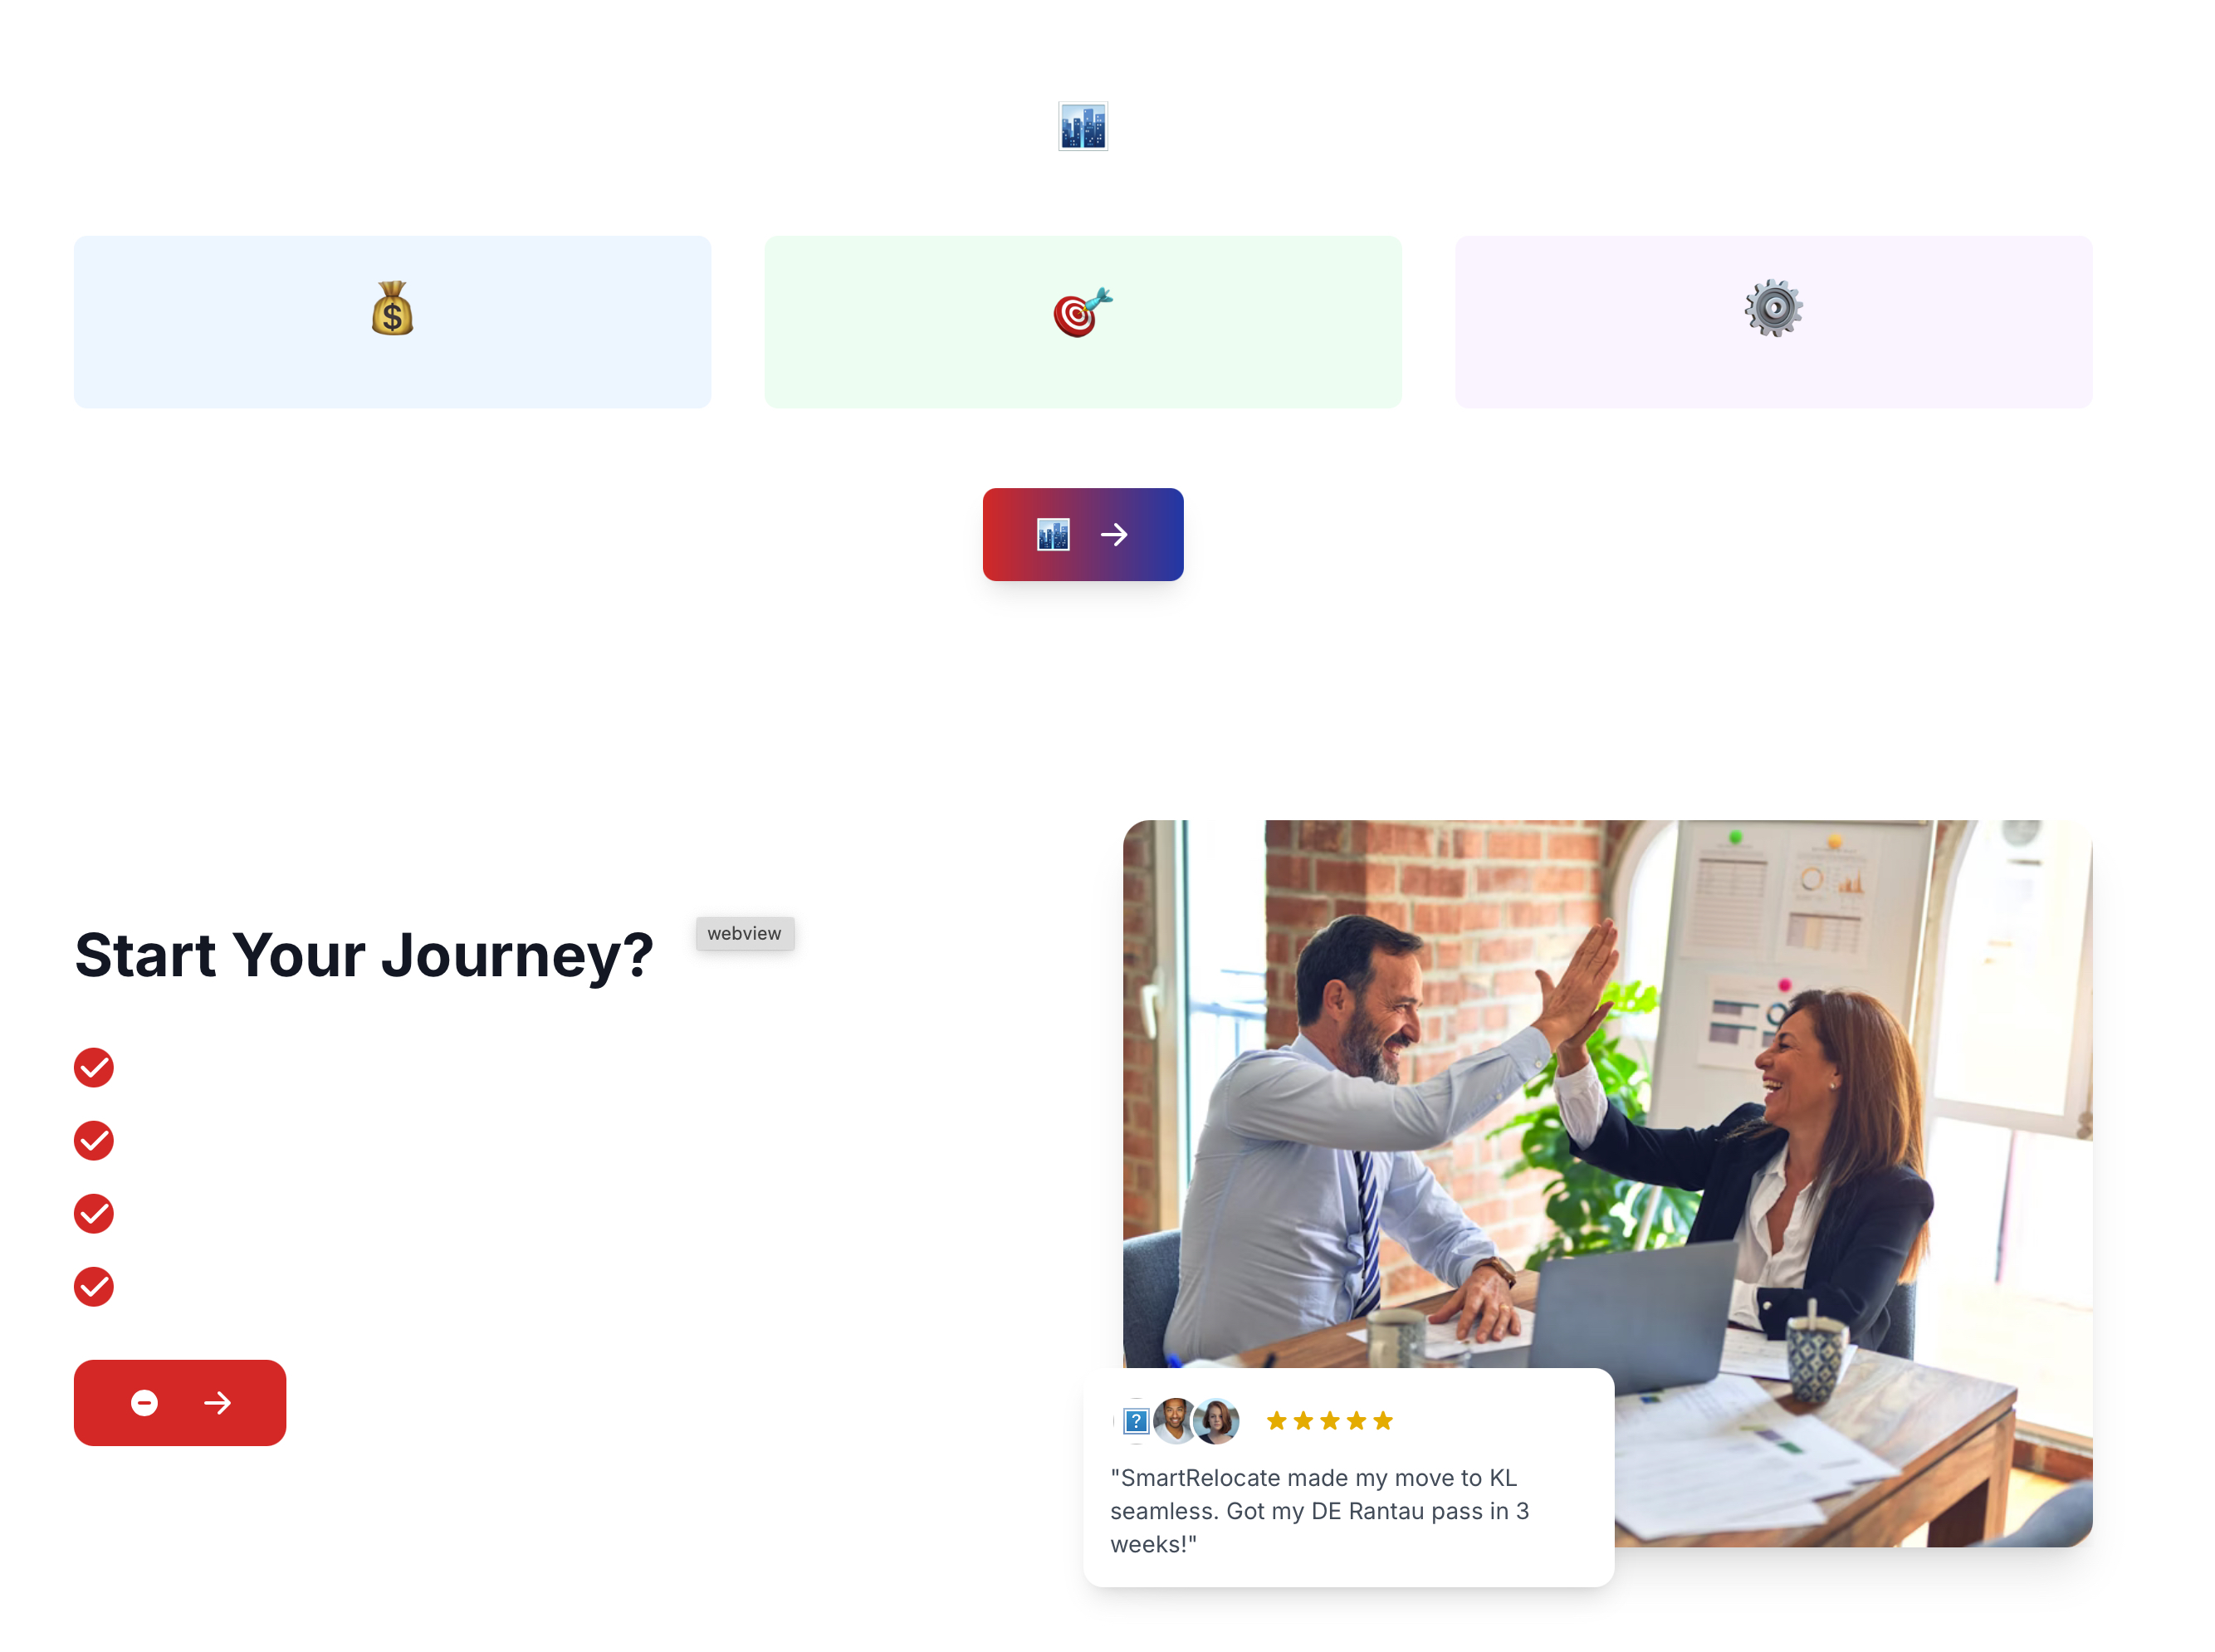 $
Start Your Journey?
webview
?
"SmartRelocate made my move to KL
seamless. Got my DE Rantau pass in 3
weeks!"